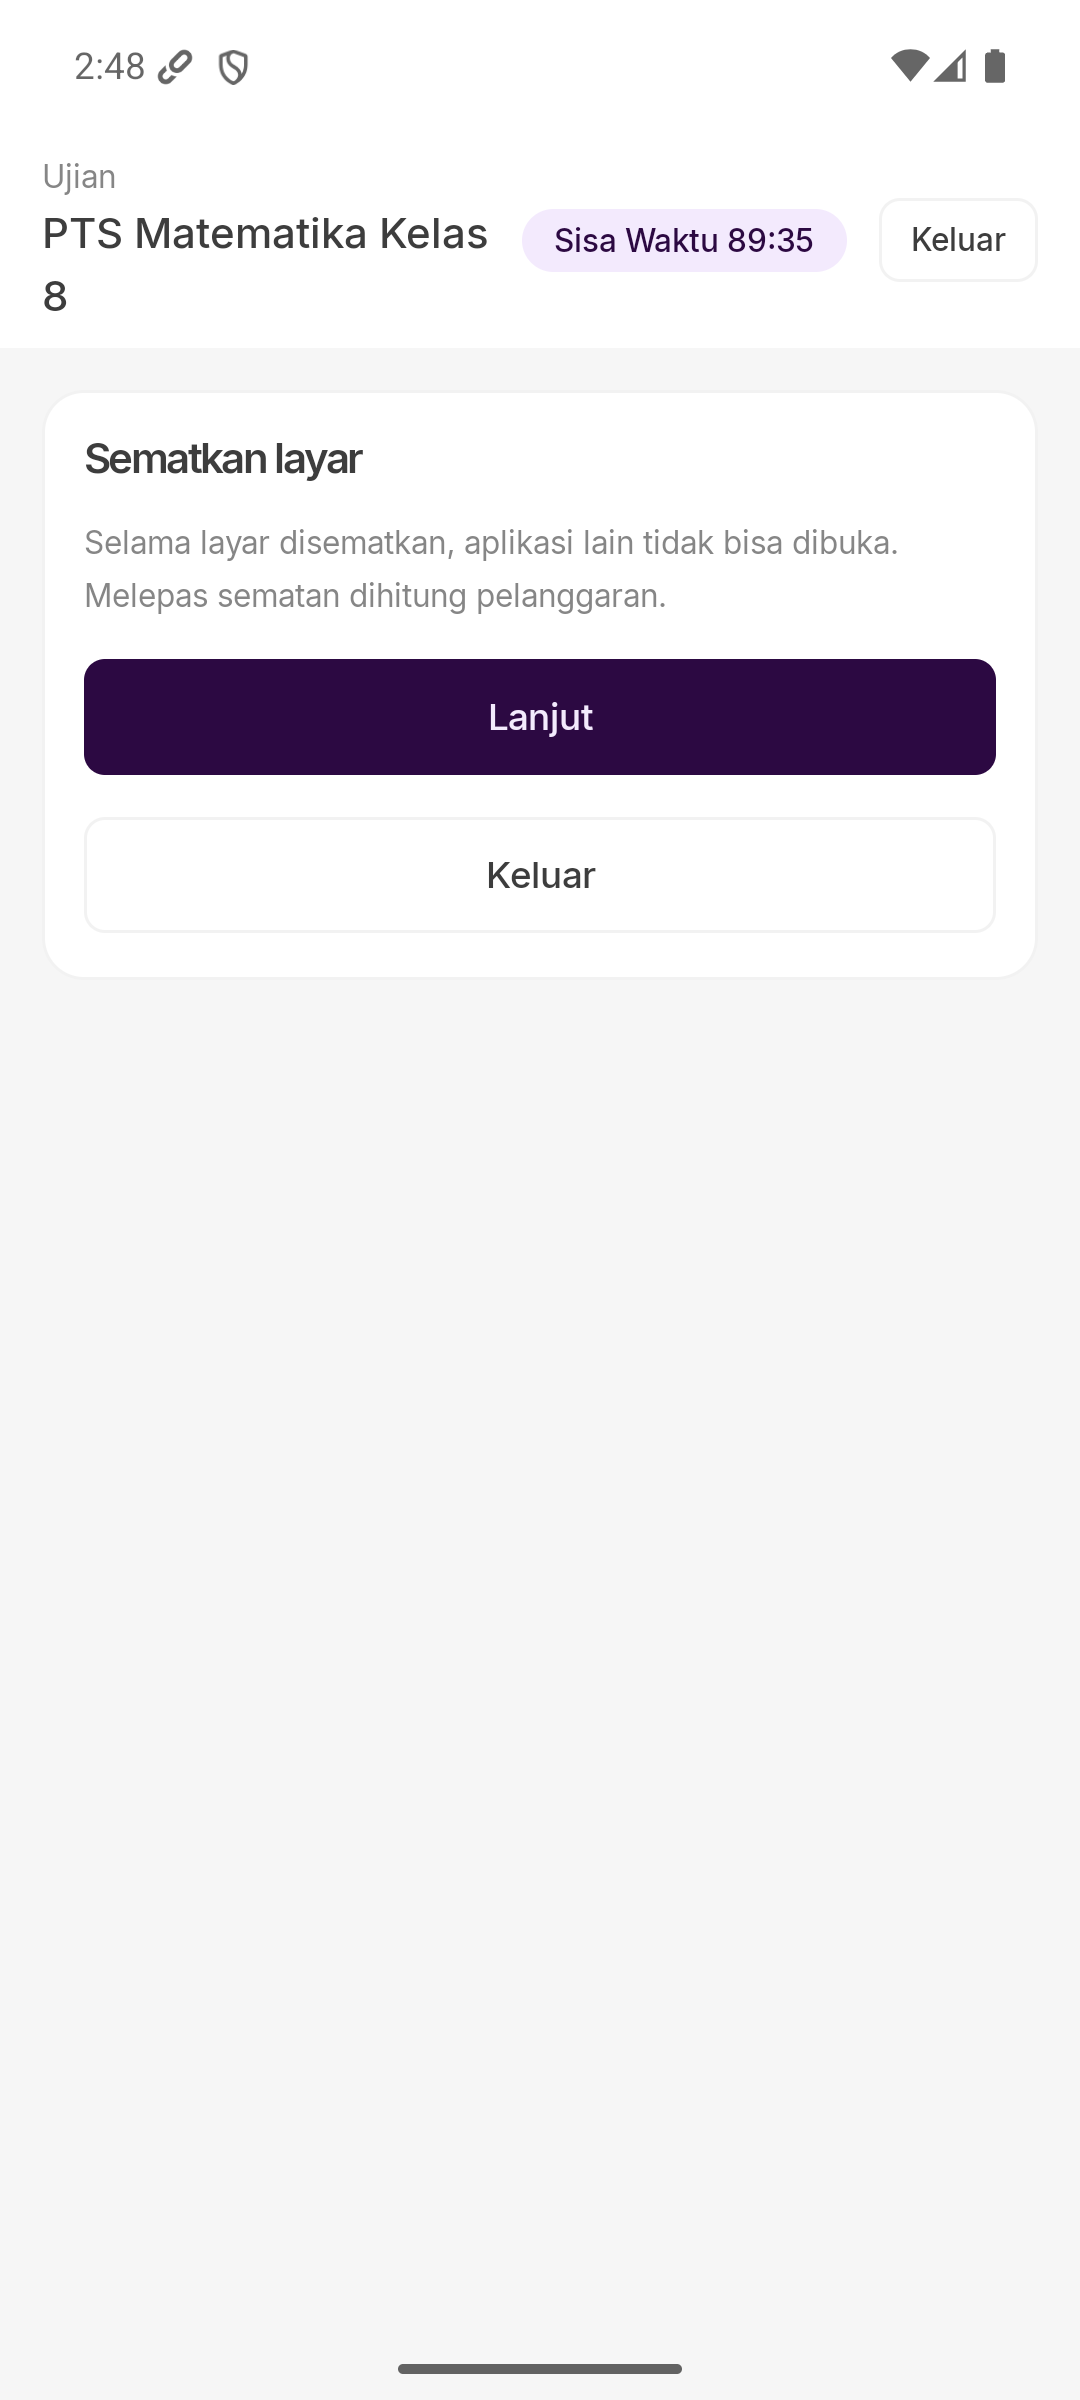 2:48
Ujian
PTS Matematika Kelas
8
Sisa Waktu 89:35
Keluar
Sematkan layar
Selama layar disematkan, aplikasi lain tidak bisa dibuka.
Melepas sematan dihitung pelanggaran.
Lanjut
Keluar